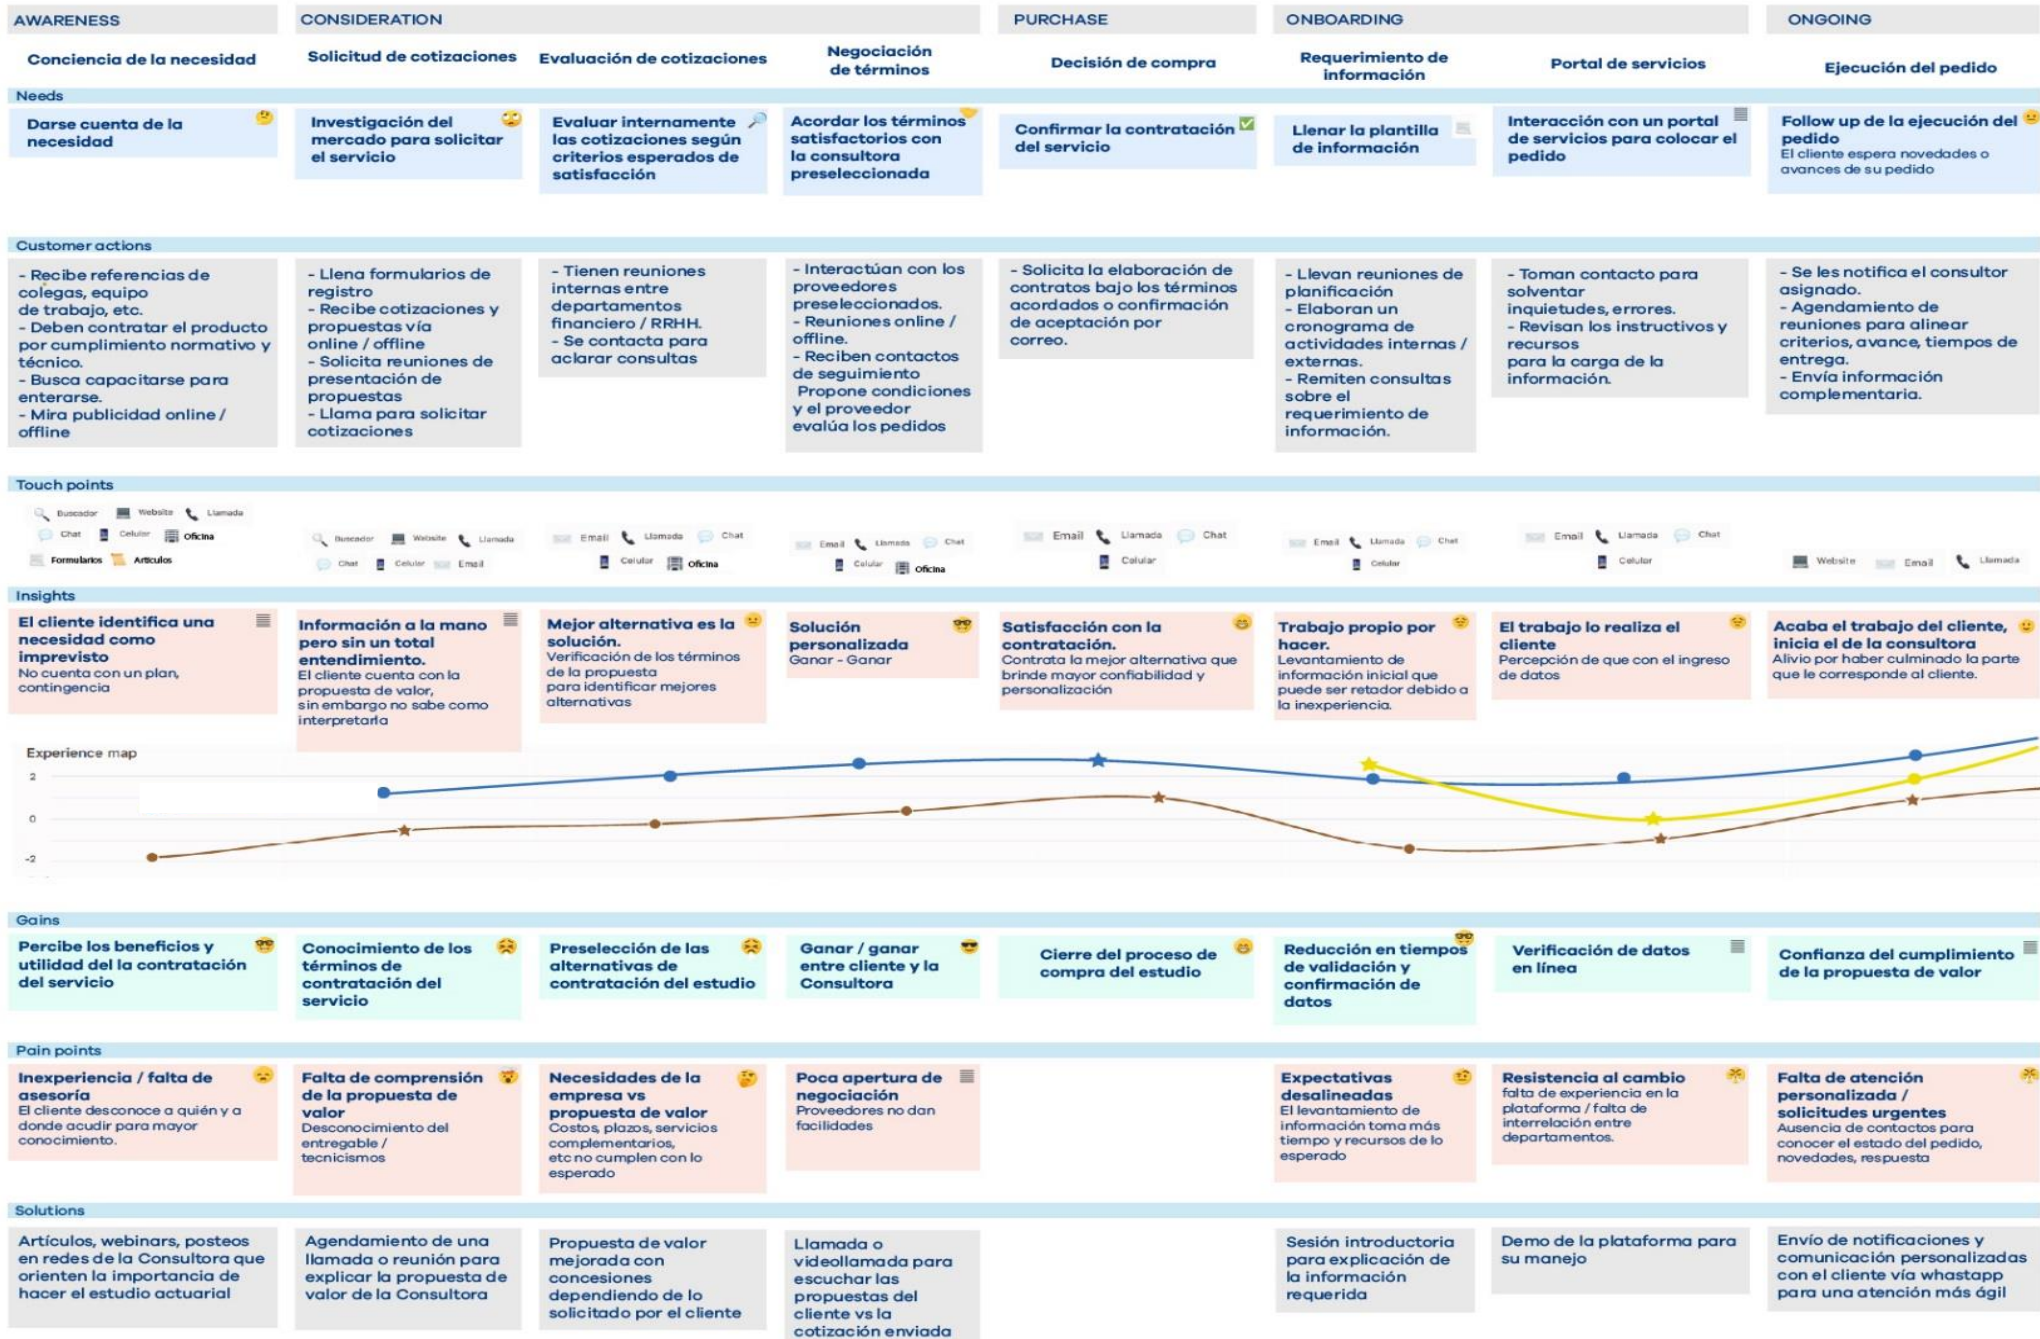 AWARENESS
CONSIDERATION
PURCHASE
ONBOARDING
ONGOING
Conciencia de la necesidad
Solicitud de cotizaciones
Evaluación de cotizaciones
Negociación
de términos
Decisión de compra
Requerimiento de
información
Portal de servicios
Ejecución del pedido
Needs
Darse cuenta de la
necesidad
Investigación del
mercado para solicitar
el servicio
Evaluar internamente
las cotizaciones según
criterios esperados de
satisfacción
Acordar los términos
satisfactorios con
la consultora
preseleccionada
Confirmar la contratación
del servicio
Llenar la plantilla
de información
Interacción con un portal
de servicios para colocar el
pedido
Follow up de la ejecución del
pedido
El cliente espera novedades o
avances de su pedido
Customer actions
- Recibe referencias de
colegas, equipo
de trabajo, etc.
- Deben contratar el producto
por cumplimiento normativo y
técnico.
- Busca capacitarse para
enterarse.
- Mira publicidad online /
offline
- Llena formularios de
registro
- Recibe cotizaciones y
propuestas vía
online / offline
- Solicita reuniones de
presentación de
propuestas
- Llama para solicitar
cotizaciones
- Tienen reuniones
internas entre
departamentos
financiero / RRHH.
- Se contacta para
aclarar consultas
- Interactúan con los
proveedores
preseleccionados.
- Reuniones online /
offline.
- Reciben contactos
de seguimiento
Propone condiciones
y el proveedor
evalúa los pedidos
- Solicita la elaboración de
contratos bajo los términos
acordados o confirmación
de aceptación por
correo.
- Llevan reuniones de
planificación
- Elaboran un
cronograma de
actividades internas /
externas.
- Remiten consultas
sobre el
requerimiento de
información.
- Toman contacto para
solventar
inquietudes, errores.
- Revisan los instructivos y
recursos
para la carga de la
información.
- Se les notifica el consultor
asignado.
- Agendamiento de
reuniones para alinear
criterios, avance, tiempos de
entrega.
- Envía información
complementaria.
Touch points
Buscador Website Llamada
Chat Celular Oficina
Formularios Artículos
Buscador Website Llamada
Chat Celular Email
Email Llamada Chat
Celular Oficina
Email Llamada Chat
Celular Oficina
Email Llamada Chat
Celular
Email Llamada Chat
Celular
Email Llamada Chat
Celular
Website Email Llamada
Insights
El cliente identifica una
necesidad como
imprevisto
No cuenta con un plan,
contingencia
Información a la mano
pero sin un total
entendimiento.
El cliente cuenta con la
propuesta de valor,
sin embargo no sabe como
interpretarla
Mejor alternativa es la
solución.
Verificación de los términos
de la propuesta
para identificar mejores
alternativas
Solución
personalizada
Ganar - Ganar
Satisfacción con la
contratación.
Contrata la mejor alternativa que
brinde mayor confiabilidad y
personalización
Trabajo propio por
hacer.
Levantamiento de
información inicial que
puede ser retador debido a
la inexperiencia.
El trabajo lo realiza el
cliente
Percepción de que con el ingreso
de datos
Acaba el trabajo del cliente,
inicia el de la consultora
Alivio por haber culminado la parte
que le corresponde al cliente.
Experience map
2
0
-2
Gains
Percibe los beneficios y
utilidad del la contratación
del servicio
Conocimiento de los
términos de
contratación del
servicio
Preselección de las
alternativas de
contratación del estudio
Ganar / ganar
entre cliente y la
Consultora
Cierre del proceso de
compra del estudio
Reducción en tiempos
de validación y
confirmación de
datos
Verificación de datos
en línea
Confianza del cumplimiento
de la propuesta de valor
Pain points
Inexperiencia / falta de
asesoría
El cliente desconoce a quién y a
donde acudir para mayor
conocimiento.
Falta de comprensión
de la propuesta de
valor
Desconocimiento del
entregable /
tecnicismos
Necesidades de la
empresa vs
propuesta de valor
Costos, plazos, servicios
complementarios,
etc no cumplen con lo
esperado
Poca apertura de
negociación
Proveedores no dan
facilidades
Expectativas
desalineadas
El levantamiento de
información toma más
tiempo y recursos de lo
esperado
Resistencia al cambio
falta de experiencia en la
plataforma / falta de
interrelación entre
departamentos.
Falta de atención
personalizada /
solicitudes urgentes
Ausencia de contactos para
conocer el estado del pedido,
novedades, respuesta
Solutions
Artículos, webinars, posteos
en redes de la Consultora que
orienten la importancia de
hacer el estudio actuarial
Agendamiento de una
llamada o reunión para
explicar la propuesta de
valor de la Consultora
Propuesta de valor
mejorada con
concesiones
dependiendo de lo
solicitado por el cliente
Llamada o
videollamada para
escuchar las
propuestas del
cliente vs la
cotización enviada
Sesión introductoria
para explicación de
la información
requerida
Demo de la plataforma para
su manejo
Envío de notificaciones y
comunicación personalizadas
con el cliente vía whastapp
para una atención más ágil